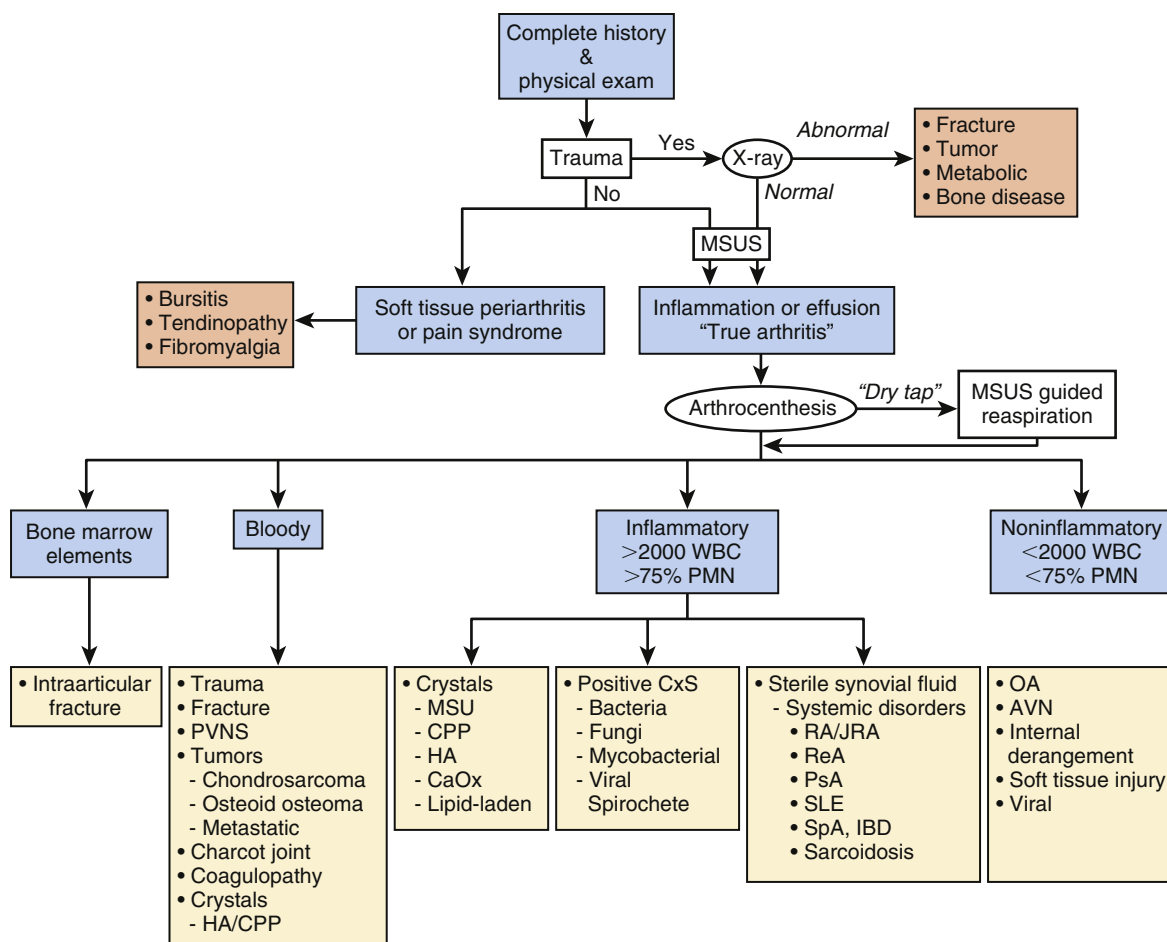 Complete history
&
physical exam
Trauma
Yes
X-ray
Abnormal
• Fracture
• Tumor
• Metabolic
• Bone disease
No
Normal
MSUS
• Bursitis
• Tendinopathy
• Fibromyalgia
Soft tissue periarthritis
or pain syndrome
Inflammation or effusion
“True arthritis”
Arthrocenthesis
“Dry tap”
MSUS guided
reaspiration
Bone marrow
elements
Bloody
Inflammatory
>2000 WBC
>75% PMN
Noninflammatory
<2000 WBC
<75% PMN
• Intraarticular
fracture
• Trauma
• Fracture
• PVNS
• Tumors
- Chondrosarcoma
- Osteoid osteoma
- Metastatic
• Charcot joint
• Coagulopathy
• Crystals
- HA/CPP
• Crystals
- MSU
- CPP
- HA
- CaOx
- Lipid-laden
• Positive CxS
- Bacteria
- Fungi
- Mycobacterial
- Viral
Spirochete
• Sterile synovial fluid
- Systemic disorders
• RA/JRA
• ReA
• PsA
• SLE
• SpA, IBD
• Sarcoidosis
• OA
• AVN
• Internal
derangement
• Soft tissue injury
• Viral